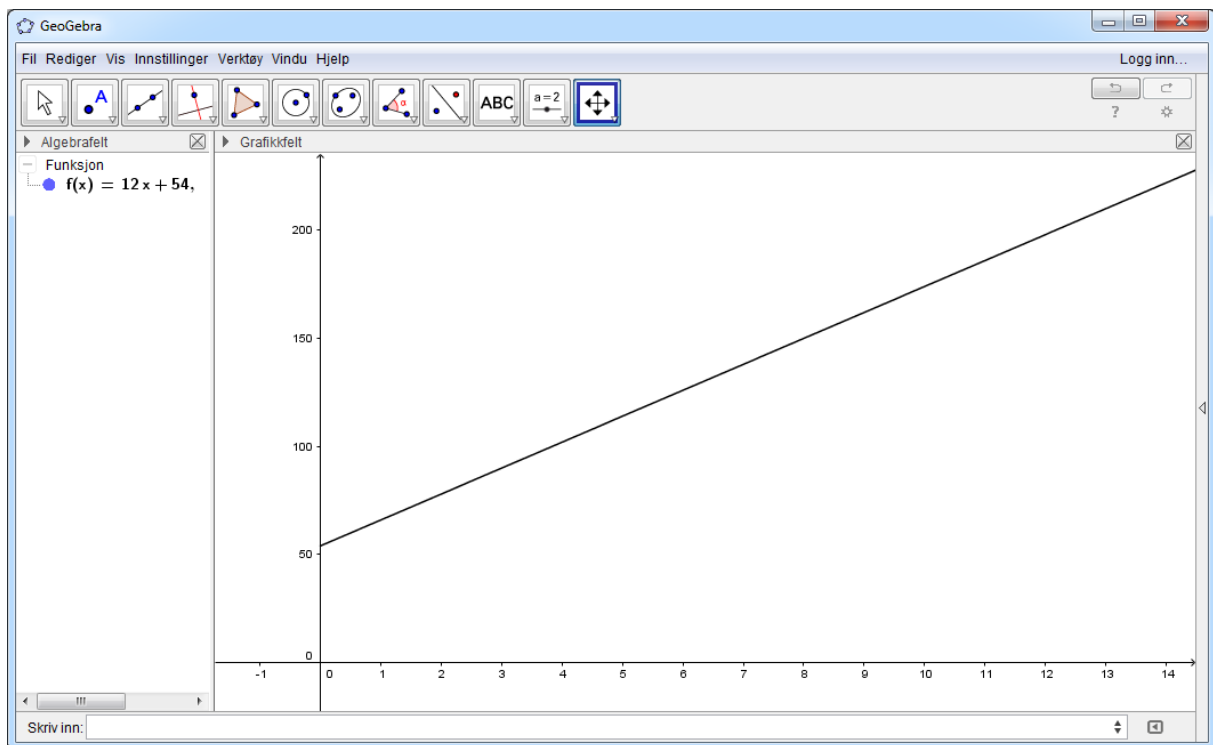 GeoGebra
Fil Rediger Vis Innstillinger Verktøy Vindu Hjelp Logg inn...
A α ABC a = 2 ?
Algebrafelt Grafikkfelt
Funksjon
f(x) = 12 x + 54,
200
150
100
50
0
-1 0 1 2 3 4 5 6 7 8 9 10 11 12 13 14
Skriv inn: